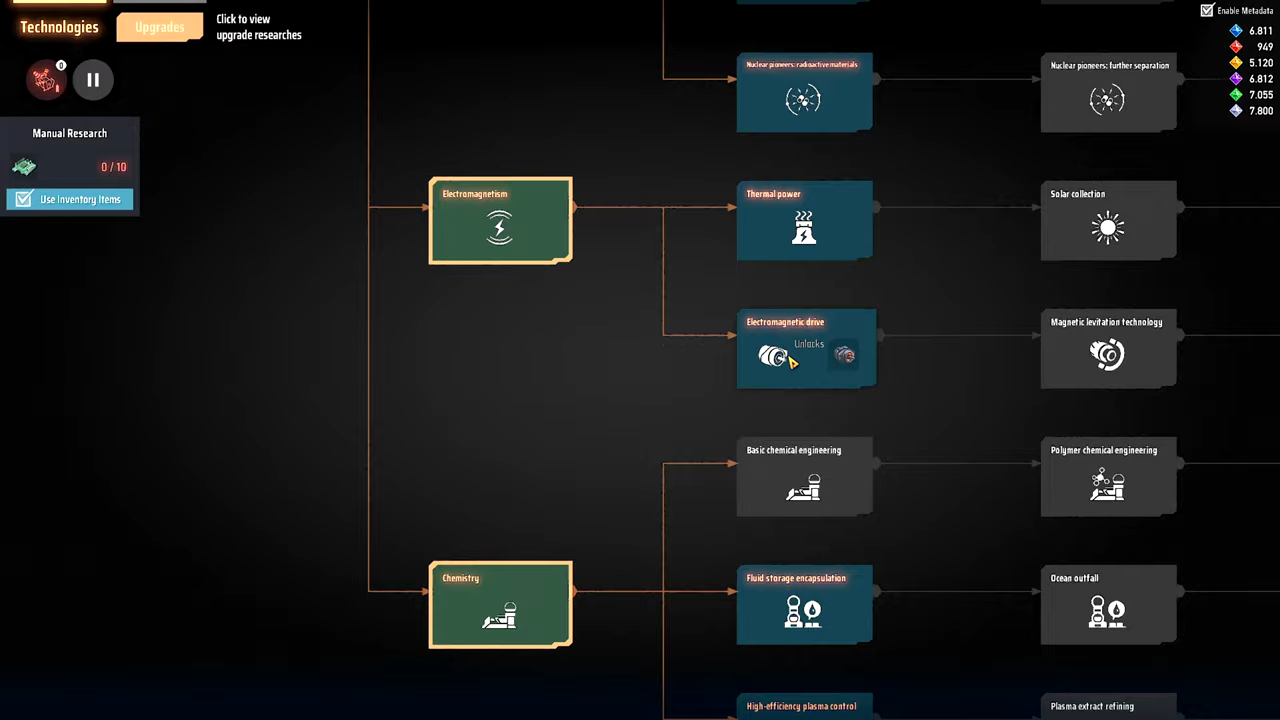 Technologies
Upgrades
Click to view
upgrade researches
Enable Metadata
6.811
949
5.120
6.812
7.055
7.800
0
Manual Research
0 / 10
Use Inventory Items
Nuclear pioneers: radioactive materials
Nuclear pioneers: further separation
Electromagnetism
Thermal power
Solar collection
Electromagnetic drive
Unlocks
Magnetic levitation technology
Basic chemical engineering
Polymer chemical engineering
Chemistry
Fluid storage encapsulation
Ocean outfall
High-efficiency plasma control
Plasma extract refining